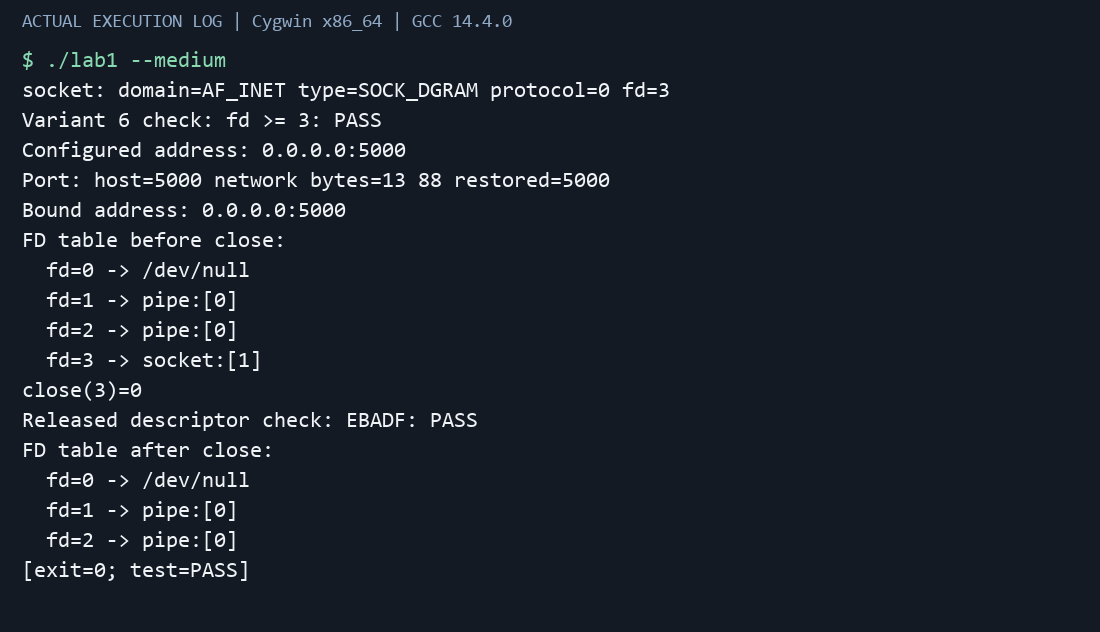 ACTUAL EXECUTION LOG | Cygwin x86_64 | GCC 14.4.0
$ ./lab1 --medium
socket: domain=AF_INET type=SOCK_DGRAM protocol=0 fd=3
Variant 6 check: fd >= 3: PASS
Configured address: 0.0.0.0:5000
Port: host=5000 network bytes=13 88 restored=5000
Bound address: 0.0.0.0:5000
FD table before close:
  fd=0 -> /dev/null
  fd=1 -> pipe:[0]
  fd=2 -> pipe:[0]
  fd=3 -> socket:[1]
close(3)=0
Released descriptor check: EBADF: PASS
FD table after close:
  fd=0 -> /dev/null
  fd=1 -> pipe:[0]
  fd=2 -> pipe:[0]
[exit=0; test=PASS]